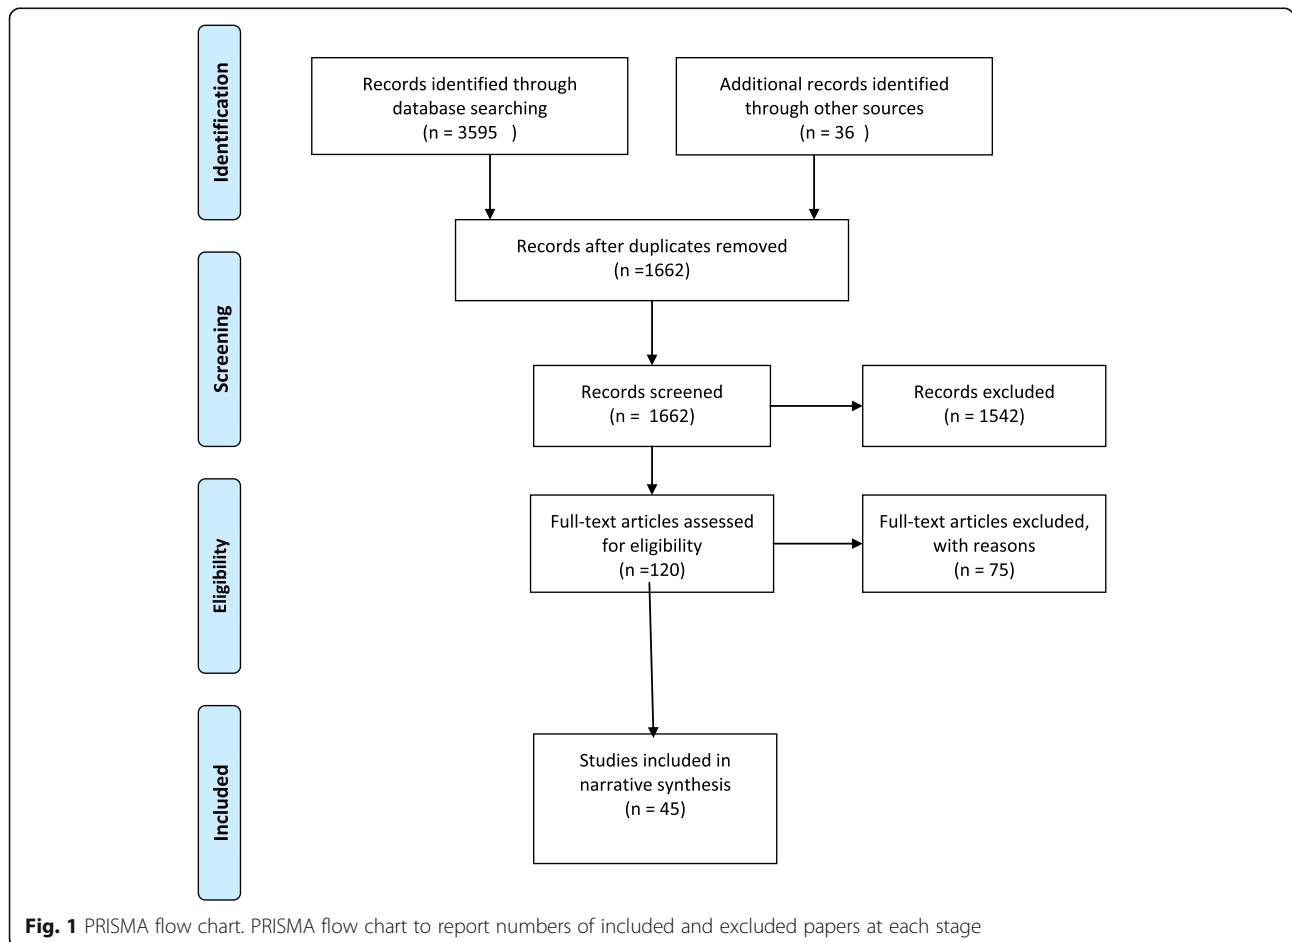 Identification
Records identified through
database searching
(n = 3595   )
Additional records identified
through other sources
(n = 36  )
Records after duplicates removed
(n =1662)
Screening
Records screened
(n =  1662)
Records excluded
(n = 1542)
Eligibility
Full-text articles assessed
for eligibility
(n =120)
Full-text articles excluded,
with reasons
(n = 75)
Included
Studies included in
narrative synthesis
(n = 45)
Fig. 1 PRISMA flow chart. PRISMA flow chart to report numbers of included and excluded papers at each stage